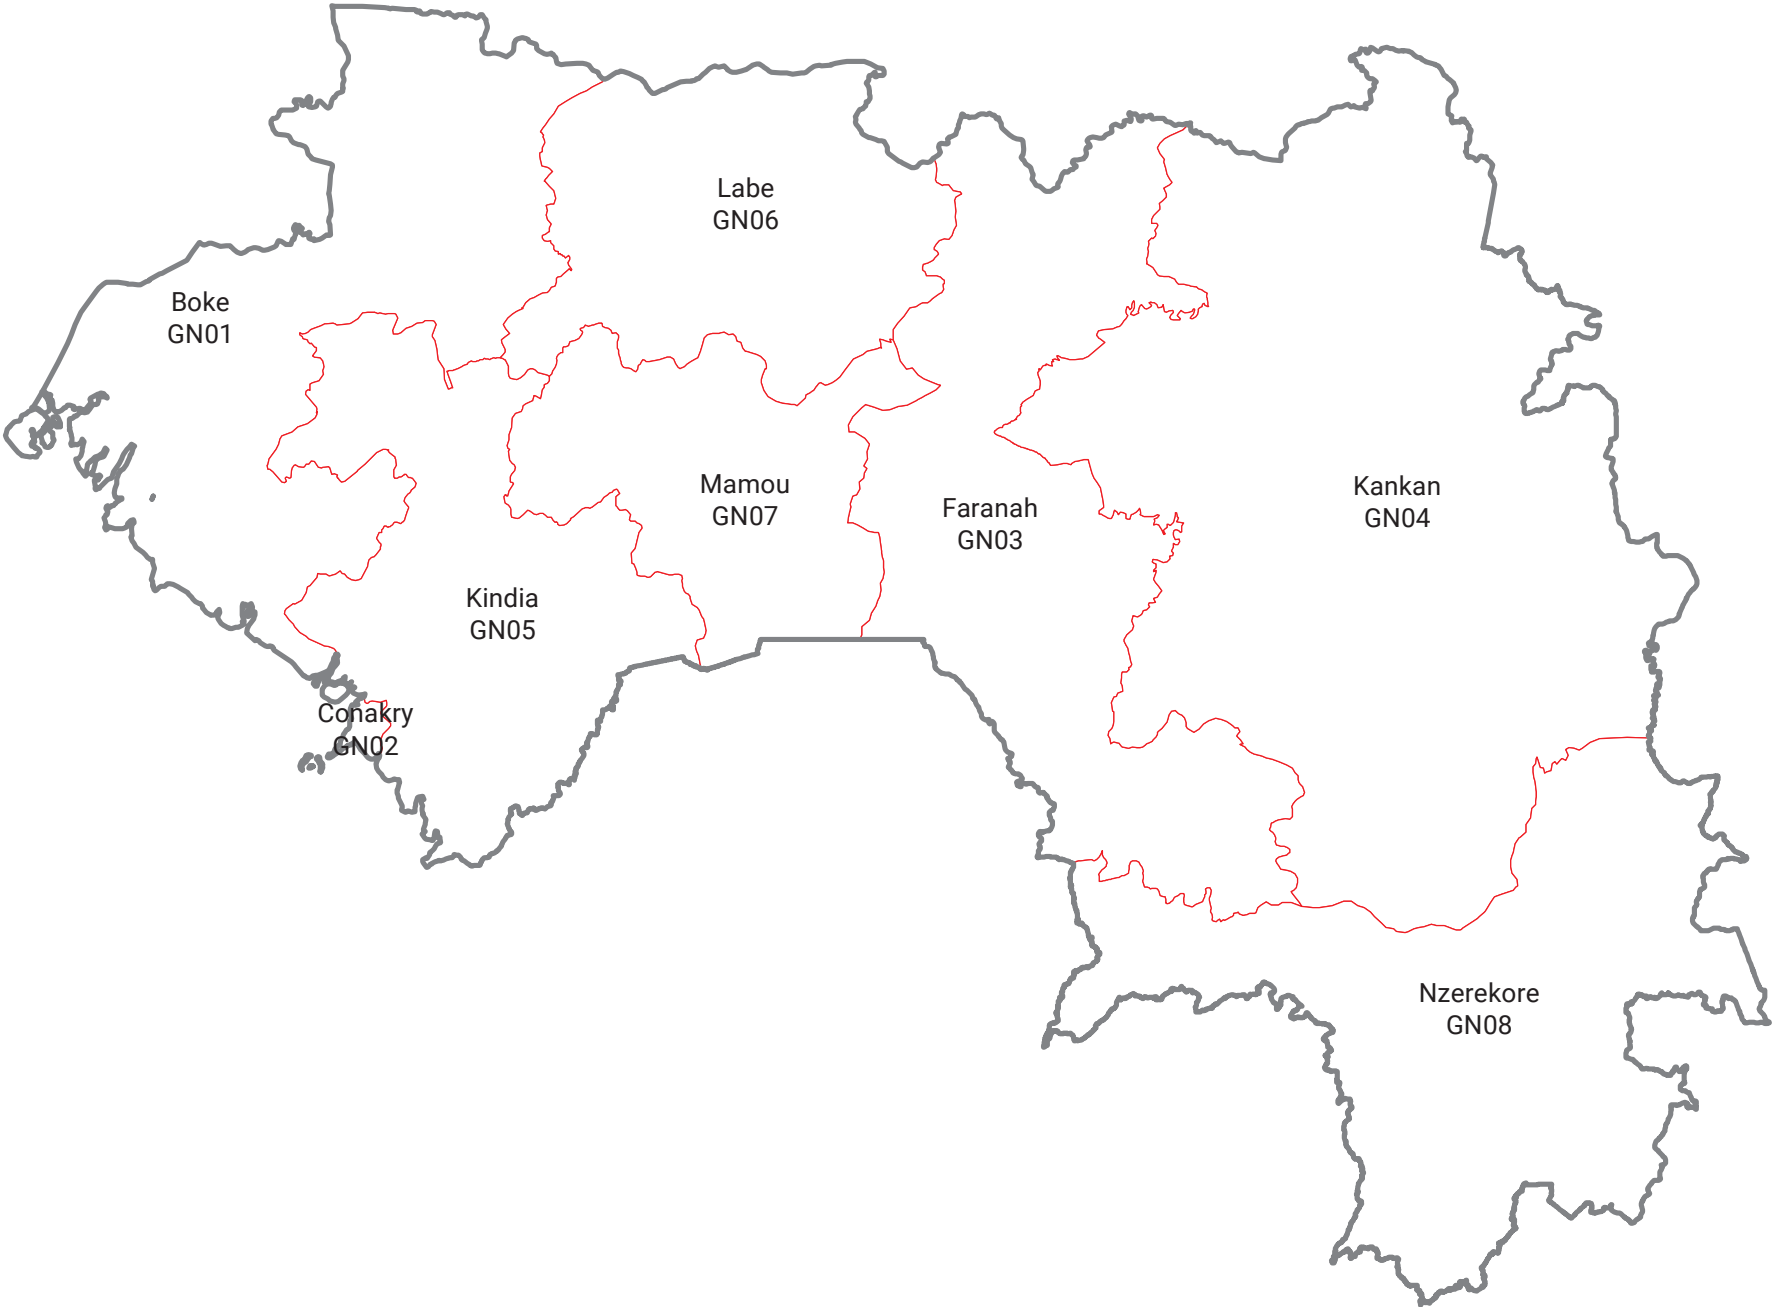 Labe
GN06
Boke
GN01
Mamou
GN07
Kankan
GN04
Faranah
GN03
Kindia
GN05
Conakry
GN02
Nzerekore
GN08